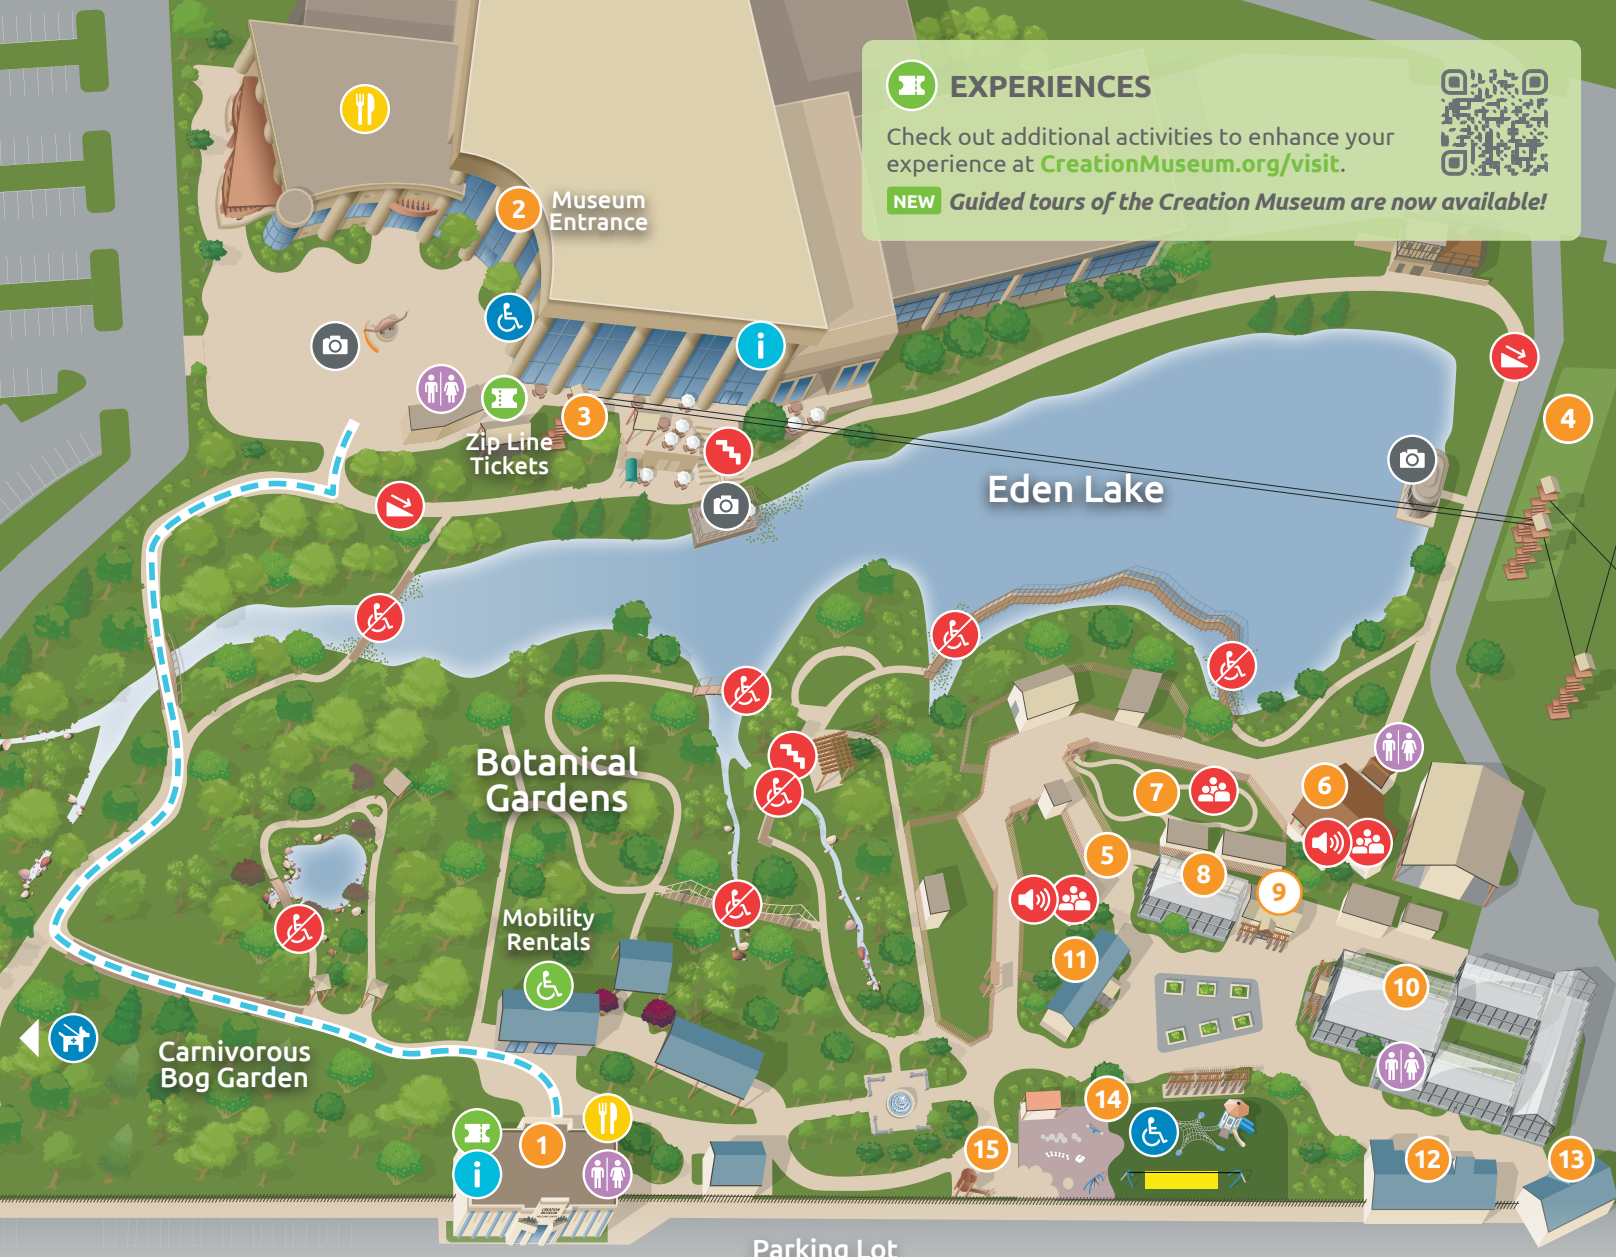 EXPERIENCES
Check out additional activities to enhance your
experience at CreationMuseum.org/visit.
NEW Guided tours of the Creation Museum are now available!
2
Museum
Entrance
i
3
4
Zip Line
Tickets
Eden Lake
Botanical
Gardens
6
7
5
8
9
Mobility
Rentals
11
10
Carnivorous
Bog Garden
14
1
15
12
13
i
CREATION
MUSEUM
Parking Lot